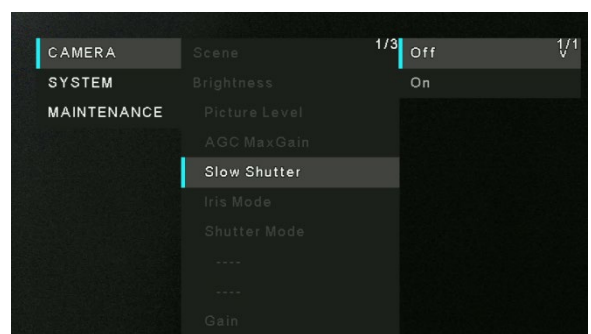 CAMERA
SYSTEM
MAINTENANCE
Scene 1/3
Brightness
Picture Level
AGC MaxGain
Slow Shutter
Iris Mode
Shutter Mode
----
----
Gain
Off 1/1
On